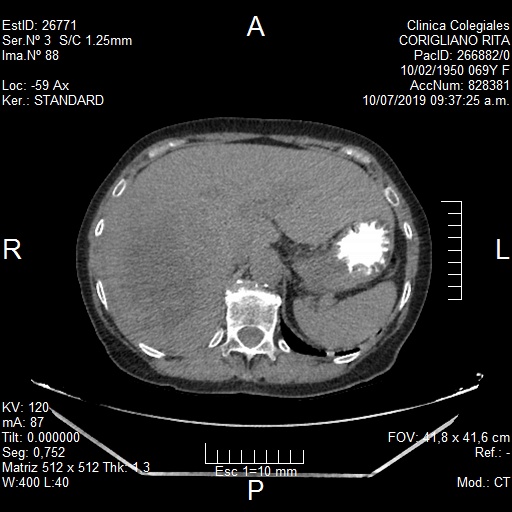 EstID: 26771
Ser.Nº 3 S/C 1.25mm
Ima.Nº 88
Loc: -59 Ax
Ker.: STANDARD
A
Clinica Colegiales
CORIGLIANO RITA
PacID: 266882/0
10/02/1950 069Y F
AccNum: 828381
10/07/2019 09:37:25 a.m.
R
L
KV: 120
mA: 87
Tilt: 0.000000
Seg: 0,752
Matriz 512 x 512 Thk: 1.3
W:400 L:40
Esc 1=10 mm
P
FOV: 41,8 x 41,6 cm
Ref.: -
Mod.: CT